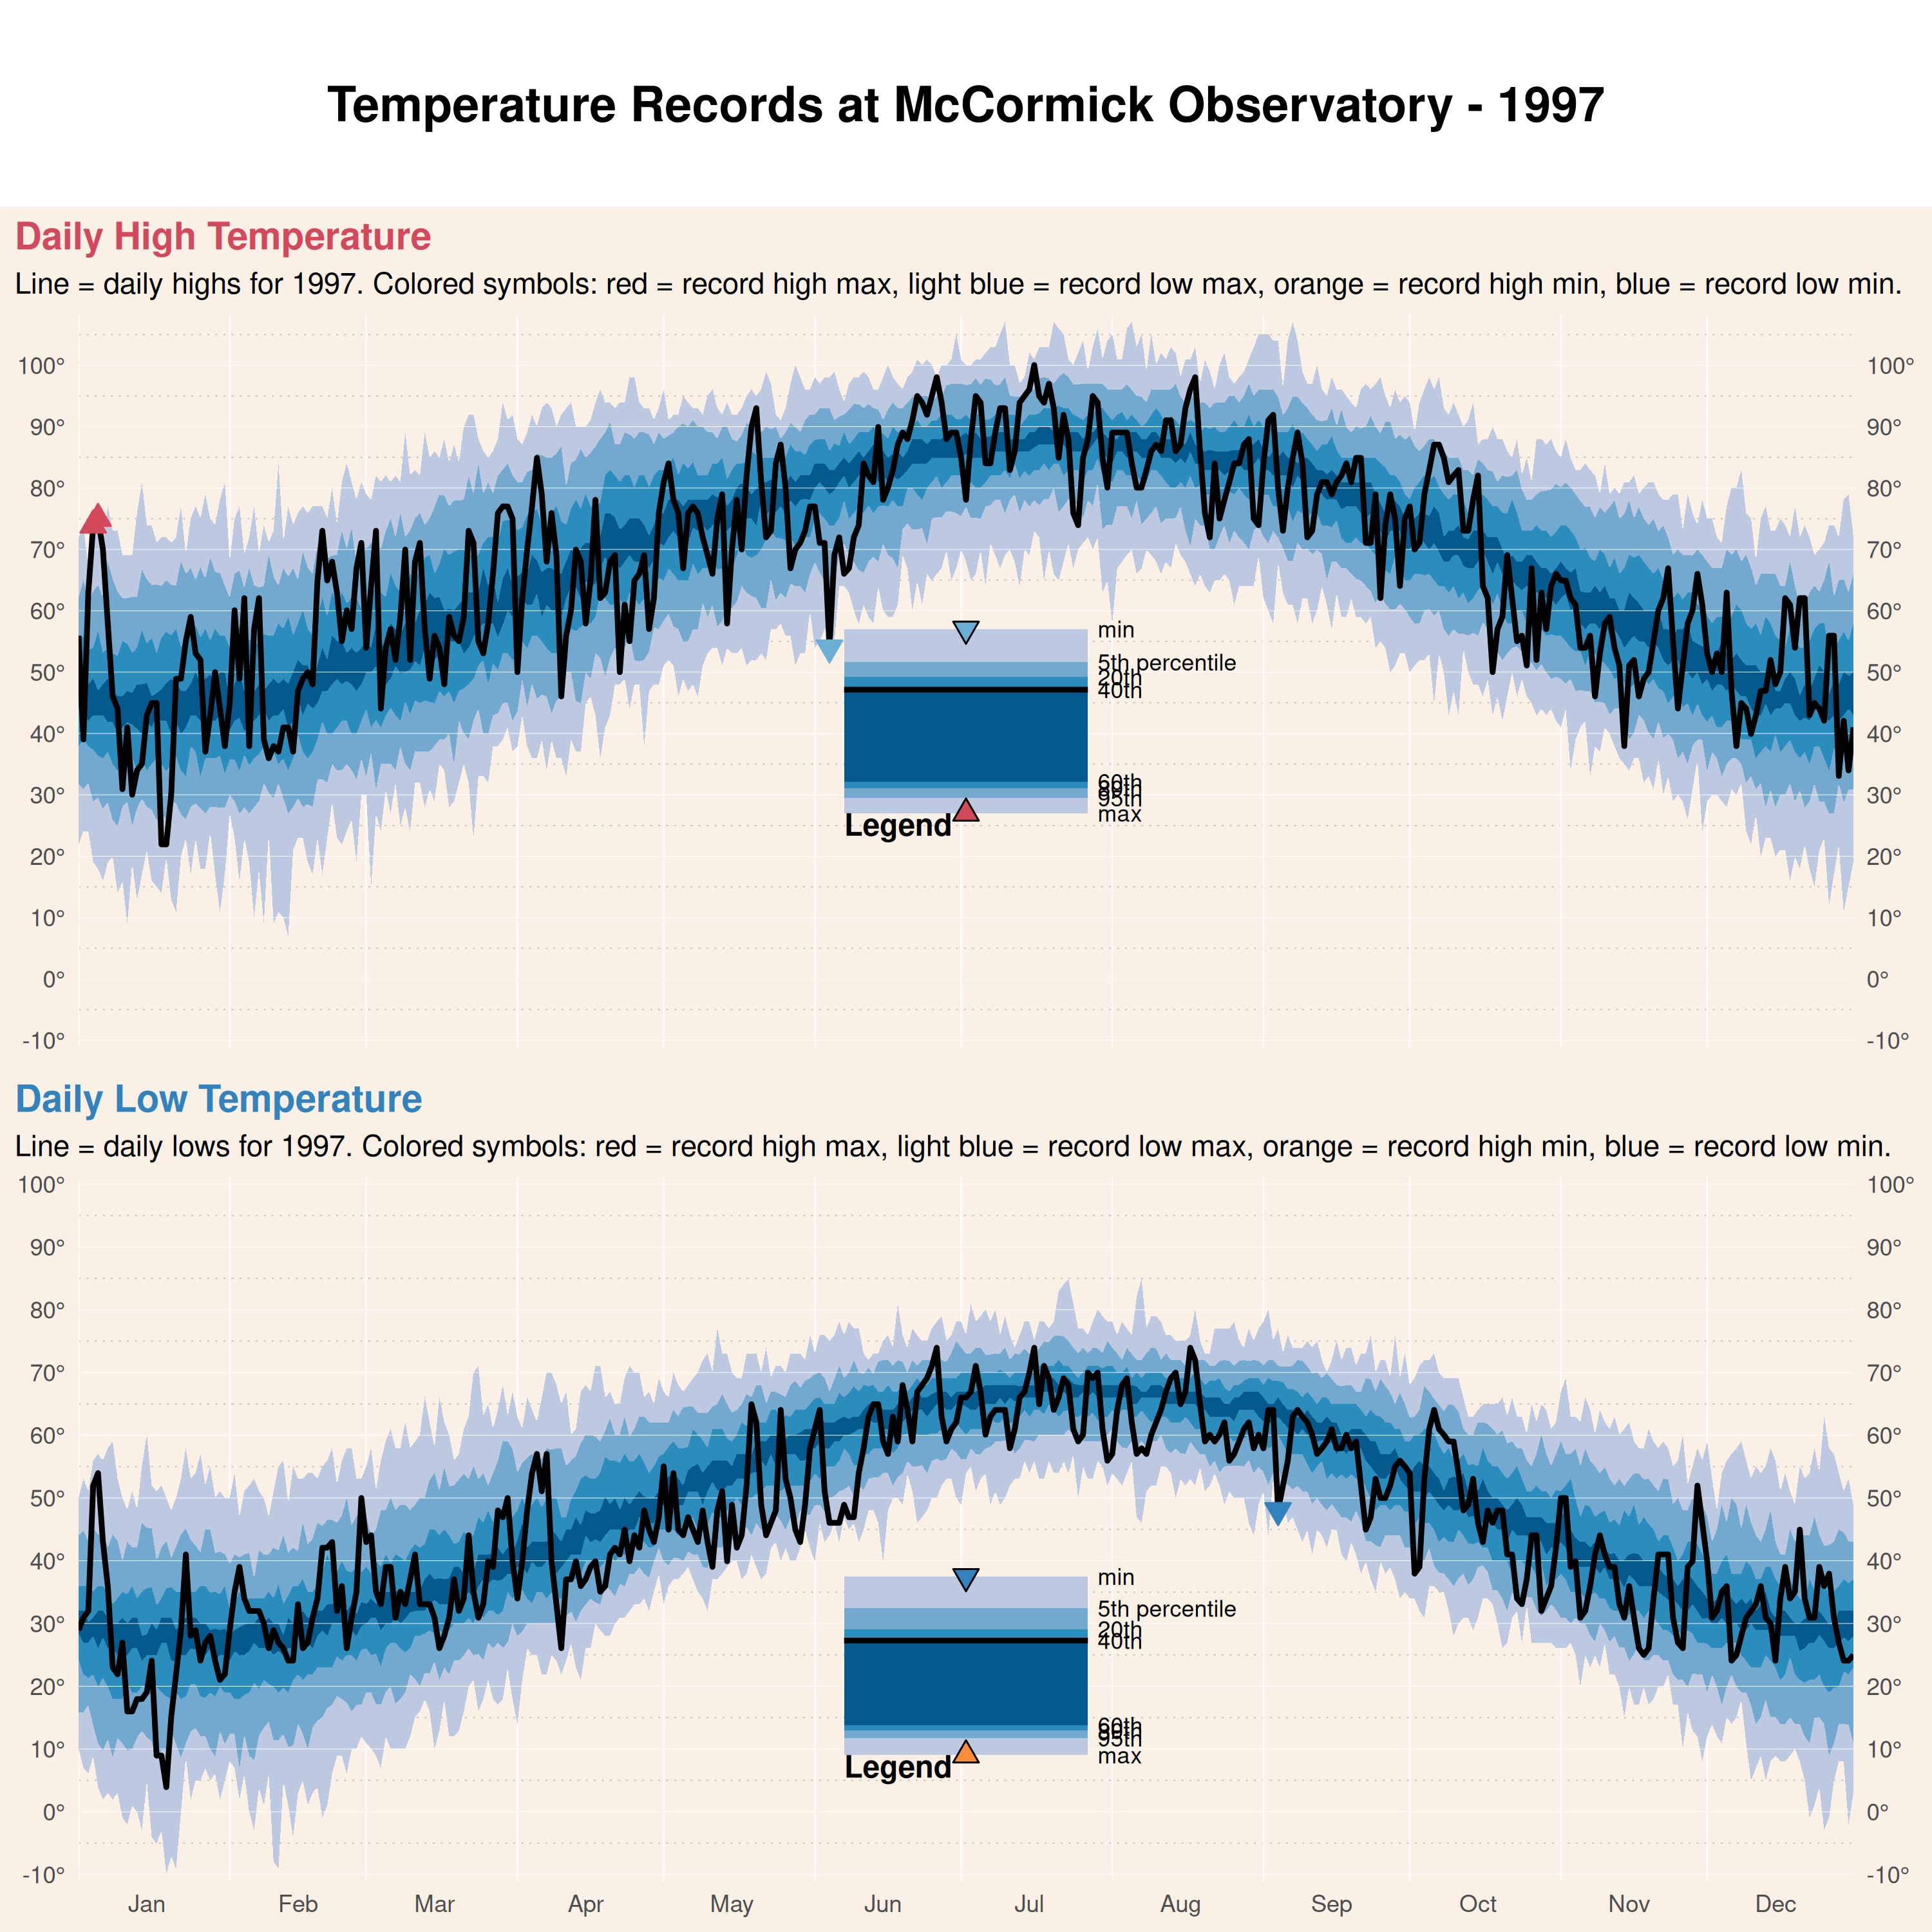 Temperature Records at McCormick Observatory - 1997
Daily High Temperature
Line = daily highs for 1997. Colored symbols: red = record high max, light blue = record low max, orange = record high min, blue = record low min.
100° 100°
90° 90°
80° 80°
70° 70°
60° 60°
min
5th percentile
20th
50° 50°
40th
40° 40°
60th
30° 30°
95th
max
Legend
20° 20°
10° 10°
0° 0°
-10° -10°
Daily Low Temperature
Line = daily lows for 1997. Colored symbols: red = record high max, light blue = record low max, orange = record high min, blue = record low min.
100° 100°
90° 90°
80° 80°
70° 70°
60° 60°
50° 50°
40° 40°
min
5th percentile
30° 30°
20th
40th
20° 20°
60th
95th
10° 10°
max
Legend
0° 0°
-10° -10°
Jan Feb Mar Apr May Jun Jul Aug Sep Oct Nov Dec